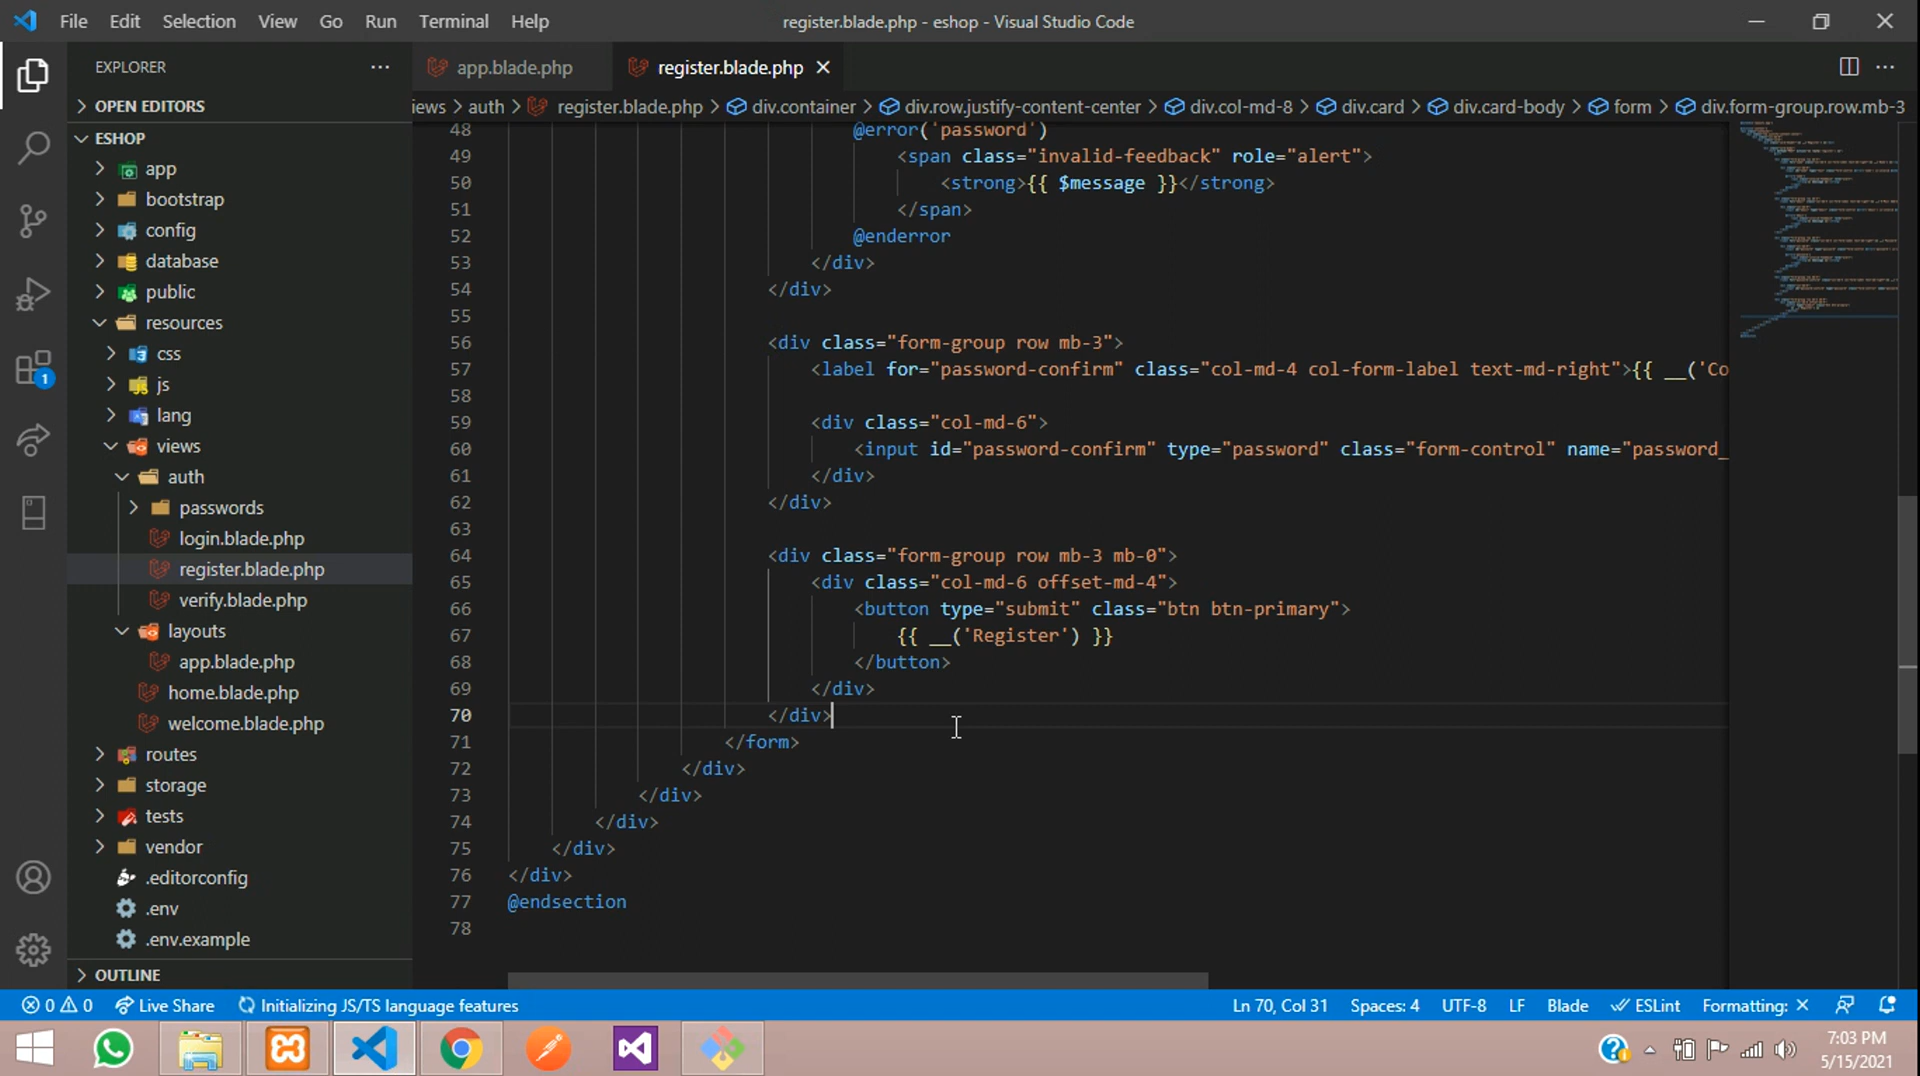 File Edit Selection View Go Run Terminal Help
register.blade.php - eshop - Visual Studio Code
EXPLORER
app.blade.php
register.blade.php
OPEN EDITORS
iews > auth > register.blade.php > div.container > div.row.justify-content-center > div.col-md-8 > div.card > div.card-body > form > div.form-group.row.mb-3
ESHOP
app
bootstrap
config
database
public
resources
css
js
lang
views
auth
passwords
login.blade.php
register.blade.php
verify.blade.php
layouts
app.blade.php
home.blade.php
welcome.blade.php
routes
storage
tests
vendor
.editorconfig
.env
.env.example
OUTLINE
48 @error('password')
49 <span class="invalid-feedback" role="alert">
50 <strong>{{ $message }}</strong>
51 </span>
52 @enderror
53 </div>
54 </div>
55
56 <div class="form-group row mb-3">
57 <label for="password-confirm" class="col-md-4 col-form-label text-md-right">{{ __('Co
58
59 <div class="col-md-6">
60 <input id="password-confirm" type="password" class="form-control" name="password_
61 </div>
62 </div>
63
64 <div class="form-group row mb-3 mb-0">
65 <div class="col-md-6 offset-md-4">
66 <button type="submit" class="btn btn-primary">
67 {{ __('Register') }}
68 </button>
69 </div>
70 </div>
71 </form>
72 </div>
73 </div>
74 </div>
75 </div>
76 </div>
77 @endsection
78
1
0 0 Live Share Initializing JS/TS language features
Ln 70, Col 31 Spaces: 4 UTF-8 LF Blade ESLint Formatting: ×
7:03 PM
5/15/2021